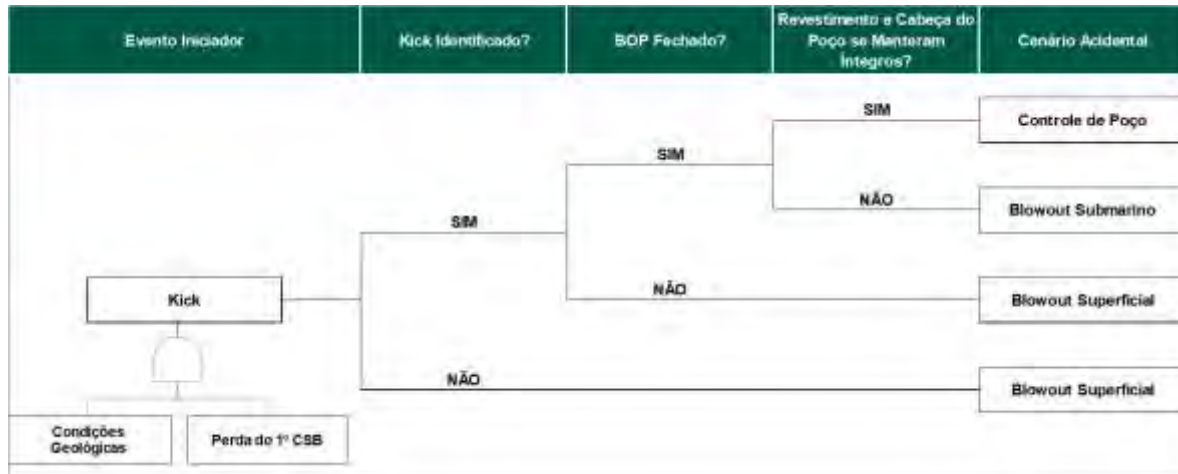 Evento Iniciador
Kick Identificado?
BOP Fechado?
Revestimento e Cabeça do
Poço se Manteram
Íntegros?
Cenário Acidental
SIM
Controle de Poço
SIM
NÃO
Blowout Submarino
SIM
Kick
NÃO
Blowout Superficial
NÃO
Blowout Superficial
Condições
Geológicas
Perda do 1º CSB